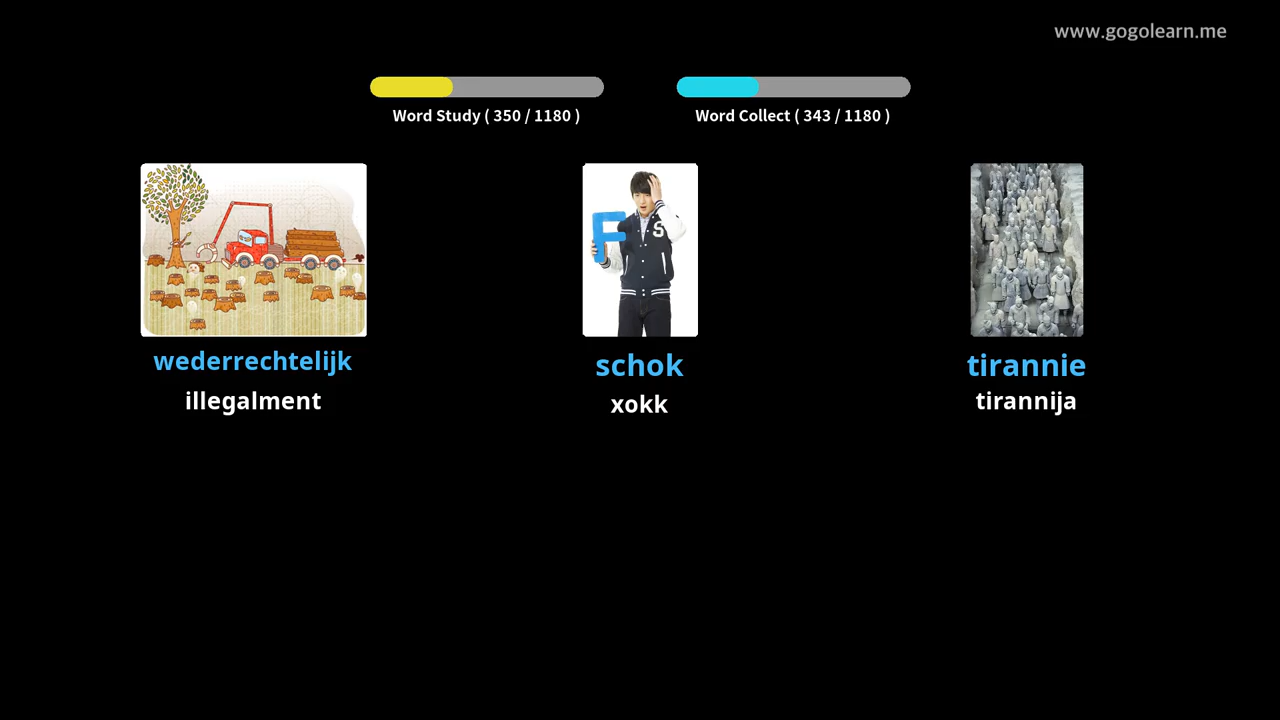 www.gogolearn.me
Word Study ( 350 / 1180 )
Word Collect ( 343 / 1180 )
F
S
wederrechtelijk
schok
tirannie
illegalment
xokk
tirannija